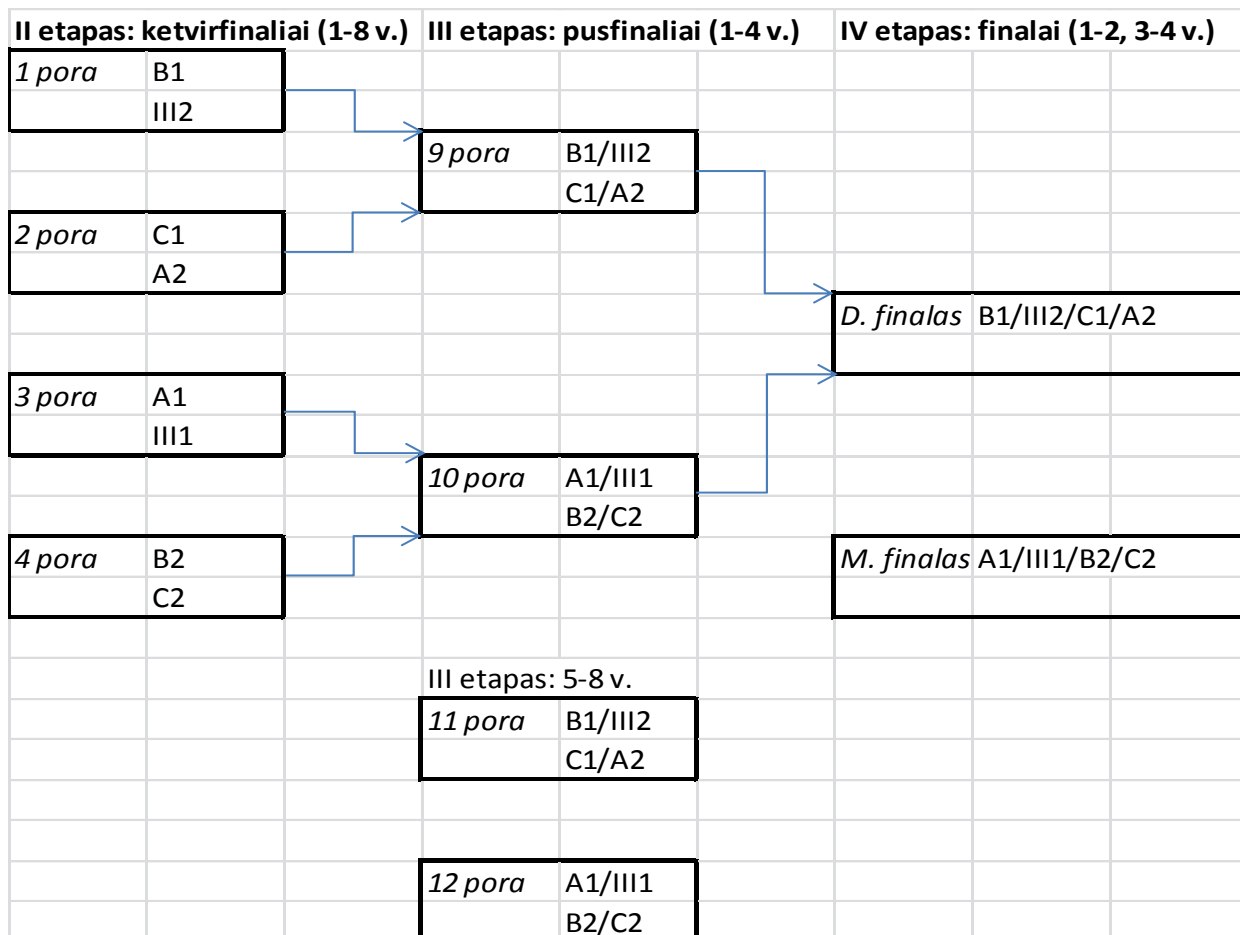 II etapas: ketvirfinaliai (1-8 v.) III etapas: pusfinaliai (1-4 v.) IV etapas: finalai (1-2, 3-4 v.)
1 pora B1
III2
9 pora B1/III2
C1/A2
2 pora C1
A2
D. finalas B1/III2/C1/A2
3 pora A1
III1
10 pora A1/III1
B2/C2
4 pora B2
C2
M. finalas A1/III1/B2/C2
III etapas: 5-8 v.
11 pora B1/III2
C1/A2
12 pora A1/III1
B2/C2